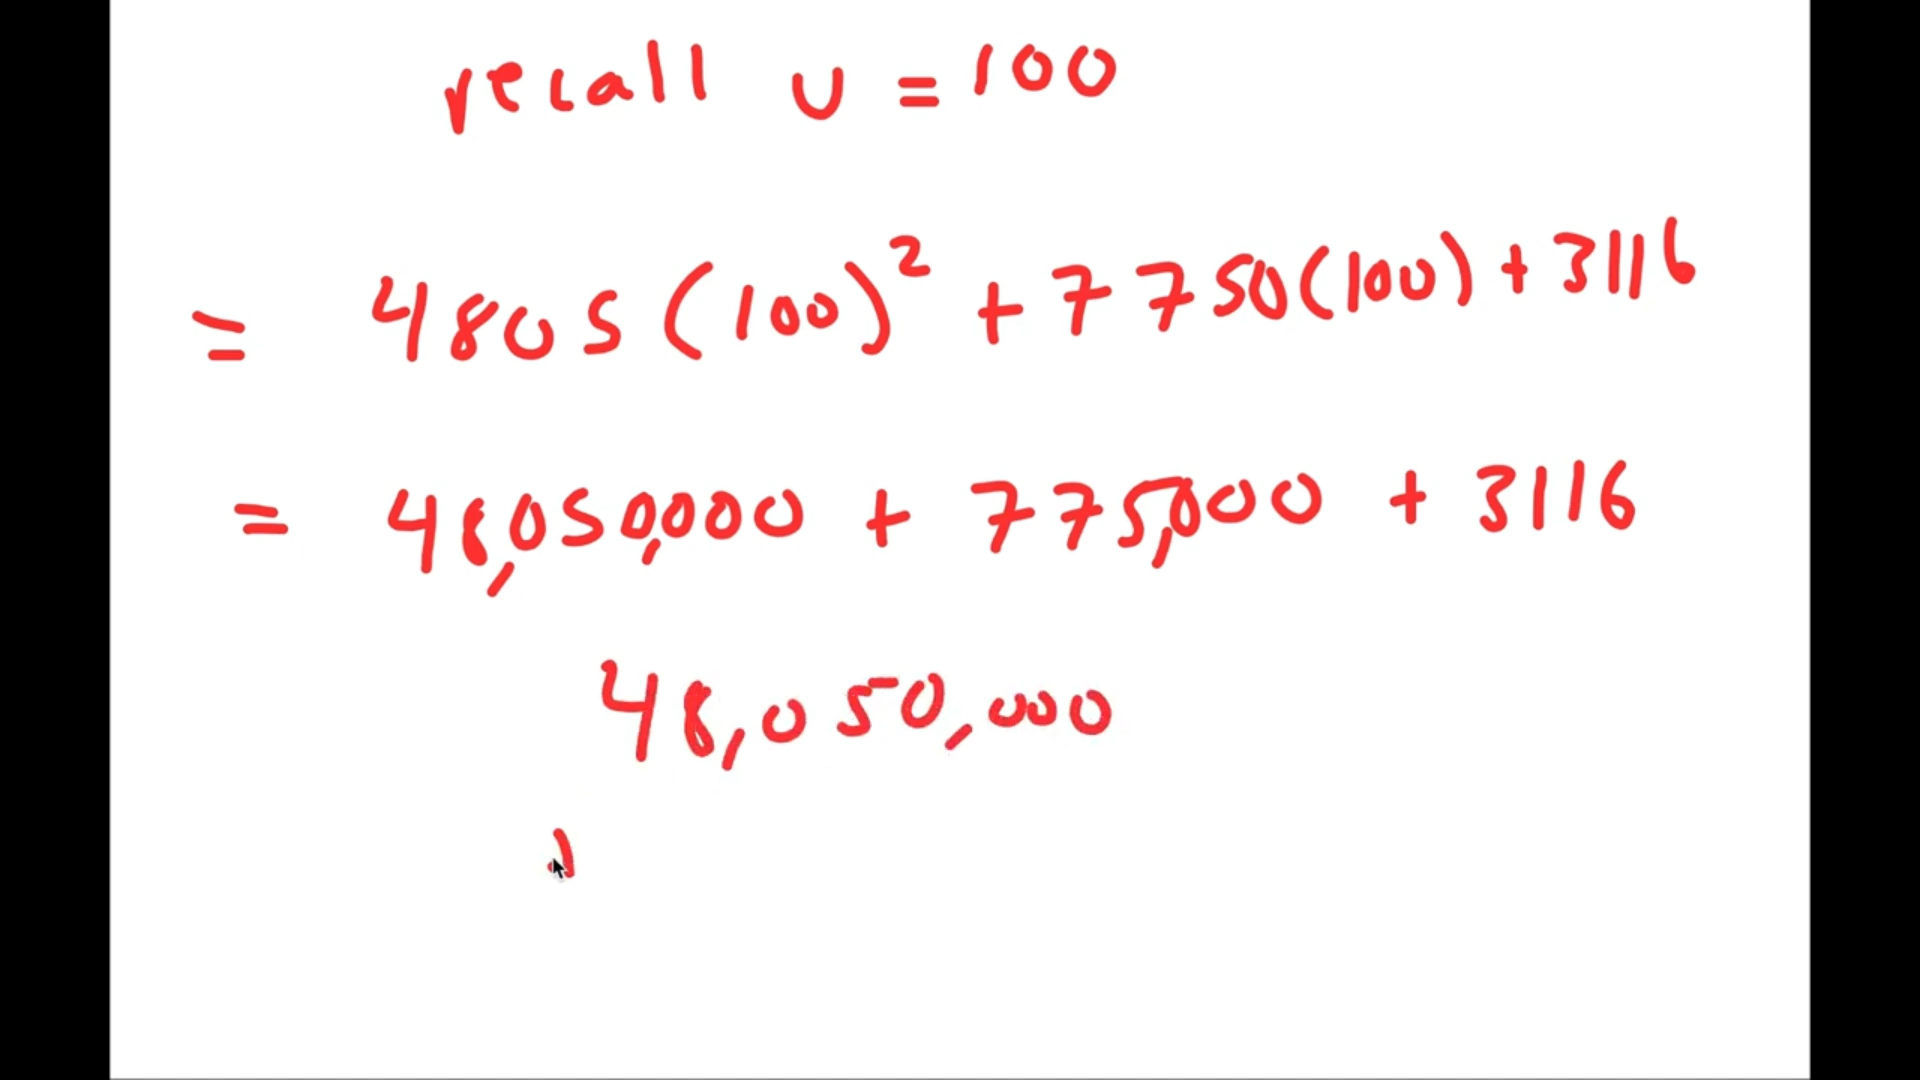 recall u = 100
= 4805(100)² + 7750(100) + 3116
= 48,050,000 + 775,000 + 3116
48,050,000